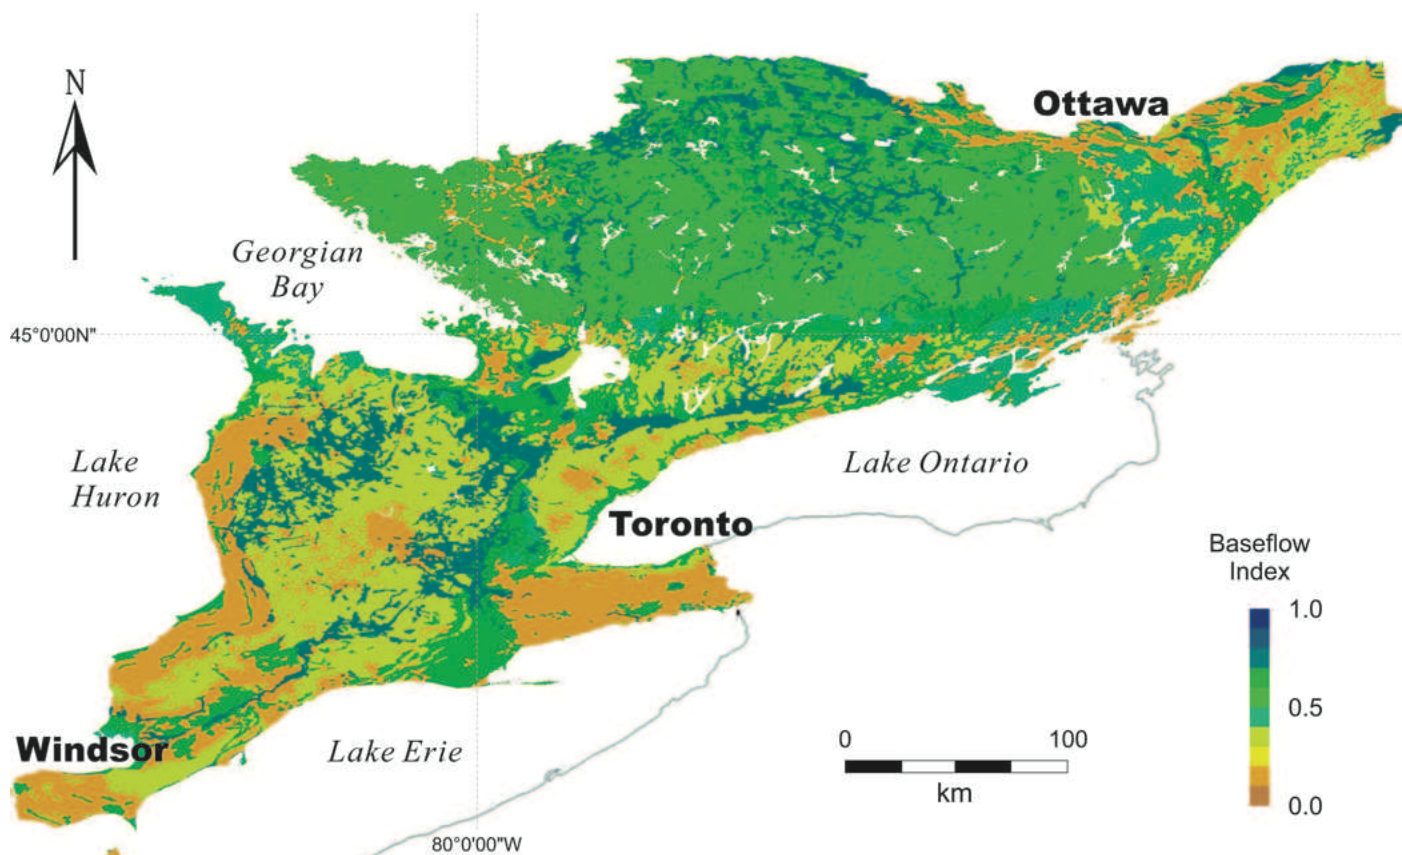 N
Ottawa
Georgian
Bay
45°0'00N"
Lake
Huron
Lake Ontario
Toronto
Baseflow
Index
1.0
0.5
0.0
Windsor
Lake Erie
0
100
km
80°0'00"W